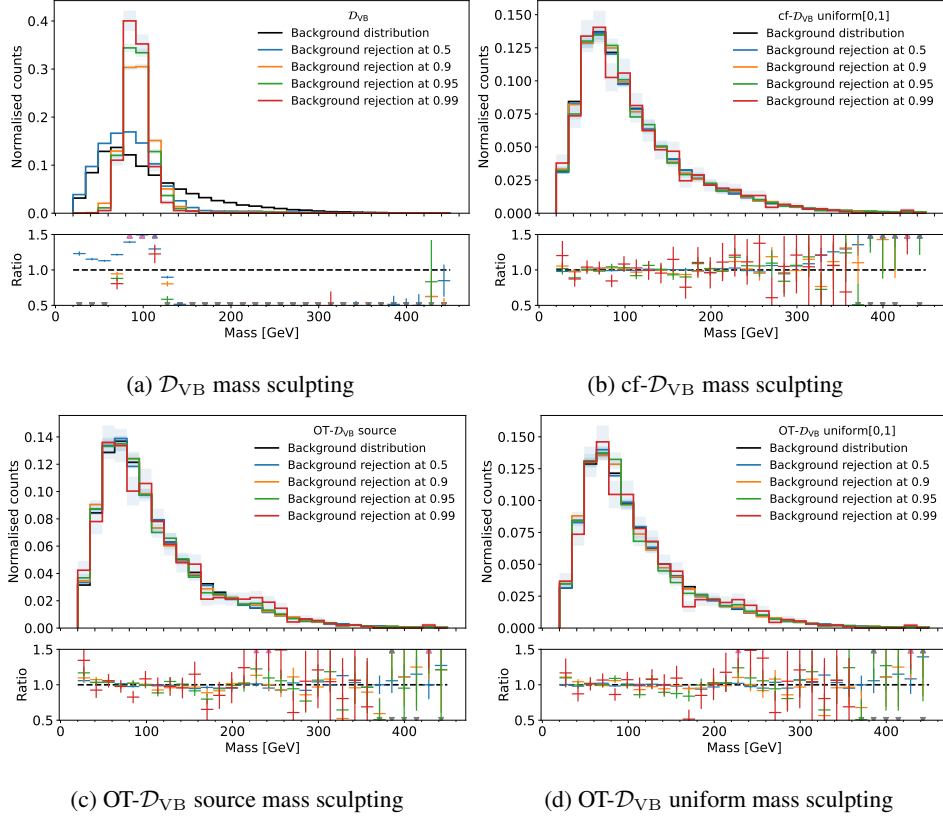 𝒟VB
Background distribution
Background rejection at 0.5
Background rejection at 0.9
Background rejection at 0.95
Background rejection at 0.99
Normalised counts
0.4
0.3
0.2
0.1
0.0
Ratio
1.5
1.0
0.5
0 100 200 300 400
Mass [GeV]
(a) 𝒟VB mass sculpting
cf-𝒟VB uniform[0,1]
Background distribution
Background rejection at 0.5
Background rejection at 0.9
Background rejection at 0.95
Background rejection at 0.99
Normalised counts
0.150
0.125
0.100
0.075
0.050
0.025
0.000
Ratio
1.5
1.0
0.5
0 100 200 300 400
Mass [GeV]
(b) cf-𝒟VB mass sculpting
OT-𝒟VB source
Background distribution
Background rejection at 0.5
Background rejection at 0.9
Background rejection at 0.95
Background rejection at 0.99
Normalised counts
0.14
0.12
0.10
0.08
0.06
0.04
0.02
0.00
Ratio
1.5
1.0
0.5
0 100 200 300 400
Mass [GeV]
(c) OT-𝒟VB source mass sculpting
OT-𝒟VB uniform[0,1]
Background distribution
Background rejection at 0.5
Background rejection at 0.9
Background rejection at 0.95
Background rejection at 0.99
Normalised counts
0.150
0.125
0.100
0.075
0.050
0.025
0.000
Ratio
1.5
1.0
0.5
0 100 200 300 400
Mass [GeV]
(d) OT-𝒟VB uniform mass sculpting